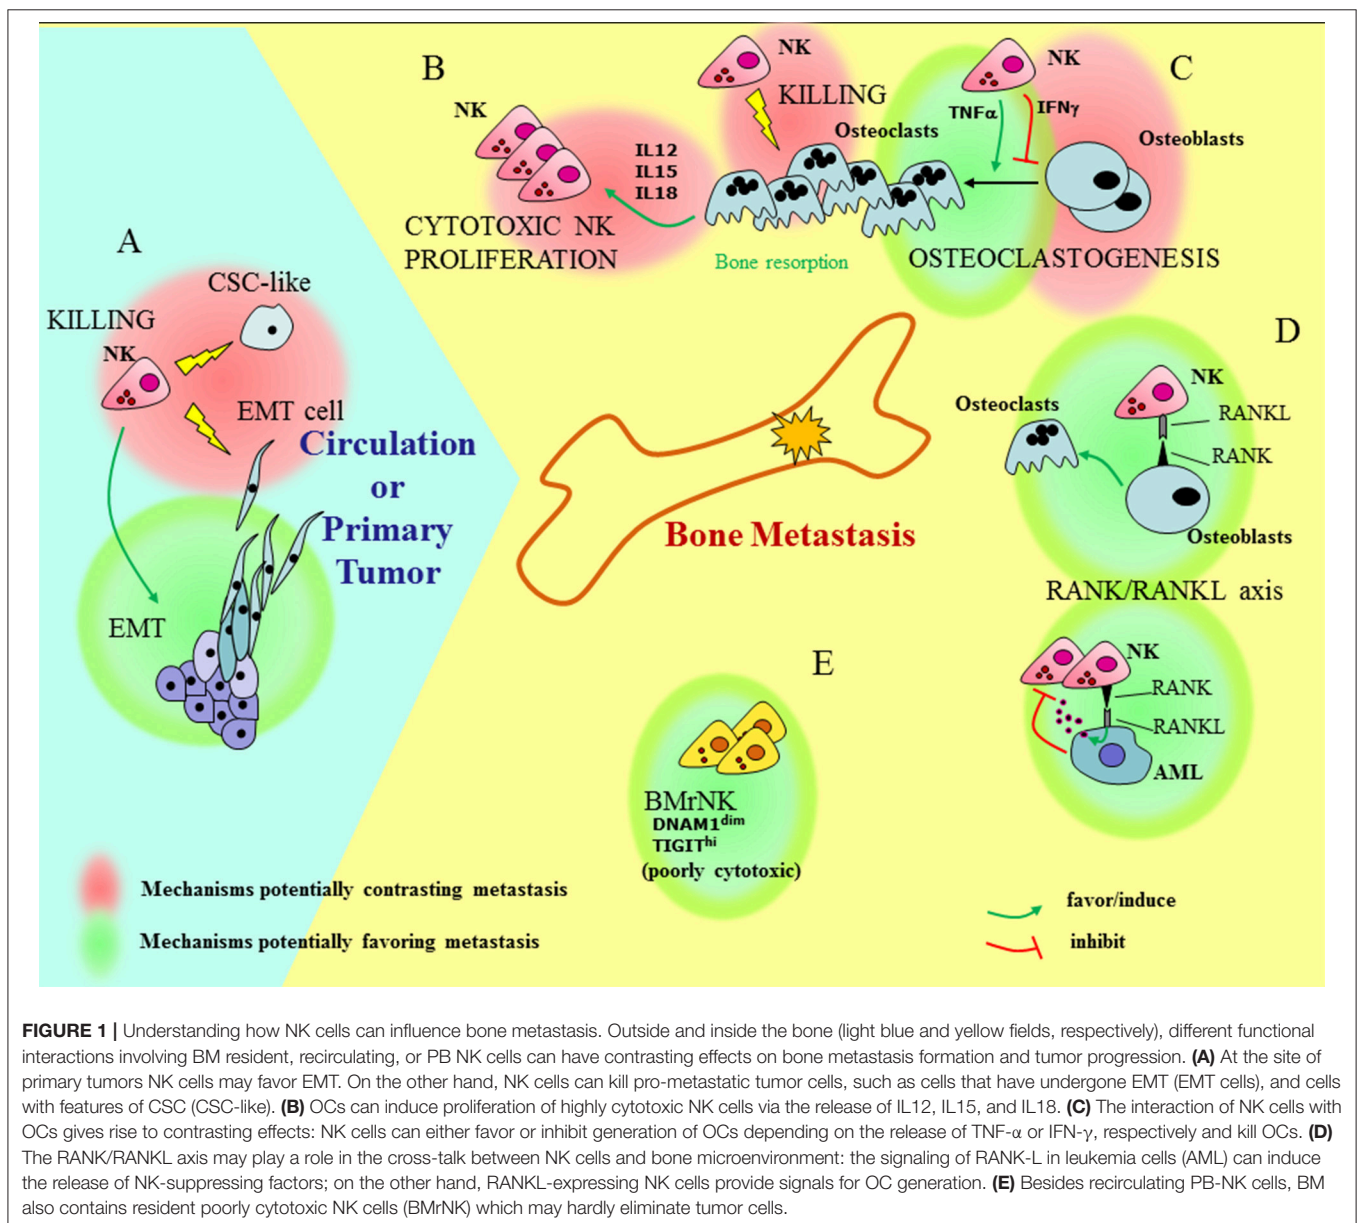 B
NK
IL12
IL15
IL18
CYTOTOXIC NK
PROLIFERATION
NK
KILLING
Osteoclasts
Bone resorption
C
NK
TNFα
IFNγ
Osteoblasts
OSTEOCLASTOGENESIS
A
CSC-like
KILLING
NK
EMT cell
Circulation
or
Primary
Tumor
EMT
Bone Metastasis
D
NK
RANKL
Osteoclasts
RANK
Osteoblasts
RANK/RANKL axis
NK
RANK
RANKL
AML
E
BMrNK
DNAM1dim
TIGIThi
(poorly cytotoxic)
Mechanisms potentially contrasting metastasis
Mechanisms potentially favoring metastasis
favor/induce
inhibit
FIGURE 1 | Understanding how NK cells can influence bone metastasis. Outside and inside the bone (light blue and yellow fields, respectively), different functional
interactions involving BM resident, recirculating, or PB NK cells can have contrasting effects on bone metastasis formation and tumor progression. (A) At the site of
primary tumors NK cells may favor EMT. On the other hand, NK cells can kill pro-metastatic tumor cells, such as cells that have undergone EMT (EMT cells), and cells
with features of CSC (CSC-like). (B) OCs can induce proliferation of highly cytotoxic NK cells via the release of IL12, IL15, and IL18. (C) The interaction of NK cells with
OCs gives rise to contrasting effects: NK cells can either favor or inhibit generation of OCs depending on the release of TNF-α or IFN-γ, respectively and kill OCs. (D)
The RANK/RANKL axis may play a role in the cross-talk between NK cells and bone microenvironment: the signaling of RANK-L in leukemia cells (AML) can induce
the release of NK-suppressing factors; on the other hand, RANKL-expressing NK cells provide signals for OC generation. (E) Besides recirculating PB-NK cells, BM
also contains resident poorly cytotoxic NK cells (BMrNK) which may hardly eliminate tumor cells.